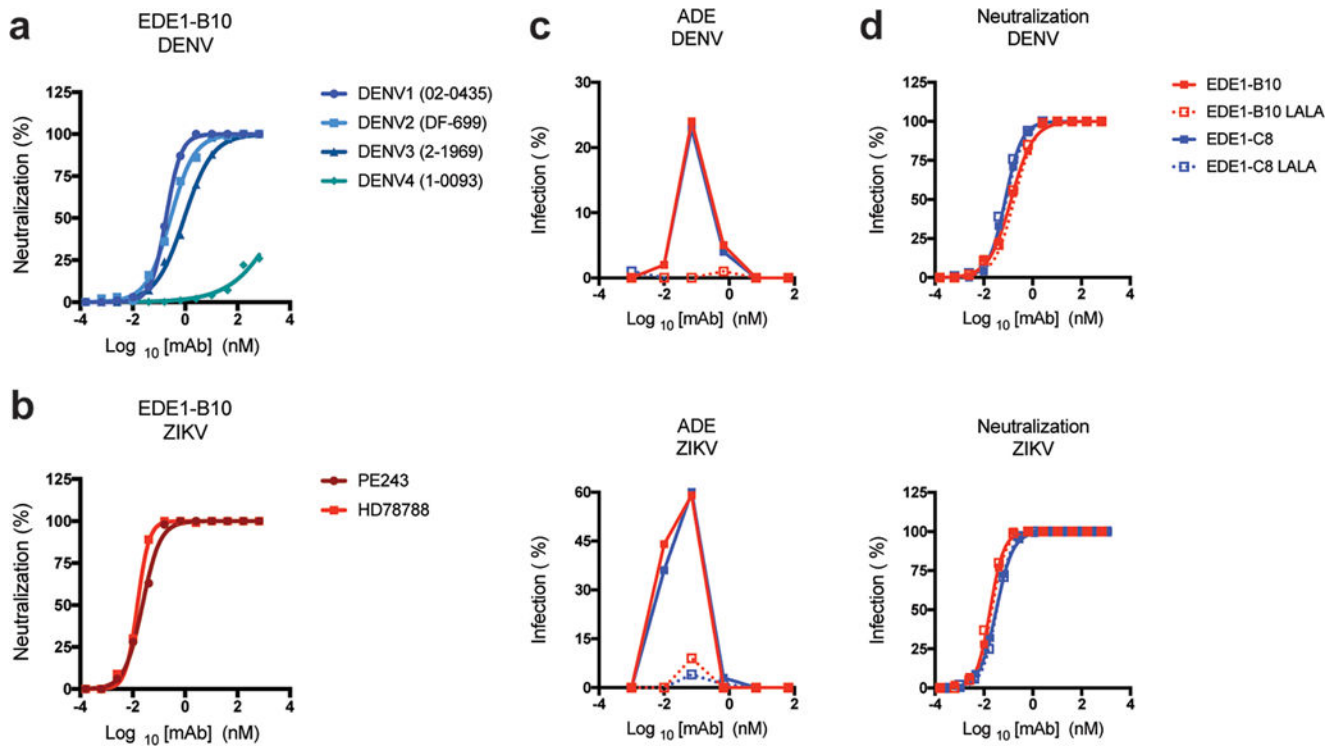 a
EDE1-B10
DENV
Neutralization (%)
125
100
75
50
25
0
-4
-2
0
2
4
Log 10 [mAb] (nM)
DENV1 (02-0435)
DENV2 (DF-699)
DENV3 (2-1969)
DENV4 (1-0093)
c
ADE
DENV
Infection ( %)
30
20
10
0
-4
-2
0
2
Log 10 [mAb] (nM)
d
Neutralization
DENV
Infection ( %)
125
100
75
50
25
0
-4
-2
0
2
4
Log 10 [mAb] (nM)
EDE1-B10
EDE1-B10 LALA
EDE1-C8
EDE1-C8 LALA
b
EDE1-B10
ZIKV
Neutralization (%)
125
100
75
50
25
0
-4
-2
0
2
4
Log 10 [mAb] (nM)
PE243
HD78788
ADE
ZIKV
Infection ( %)
60
45
30
15
0
-4
-2
0
2
Log 10 [mAb] (nM)
Neutralization
ZIKV
Infection ( %)
125
100
75
50
25
0
-4
-2
0
2
4
Log 10 [mAb] (nM)